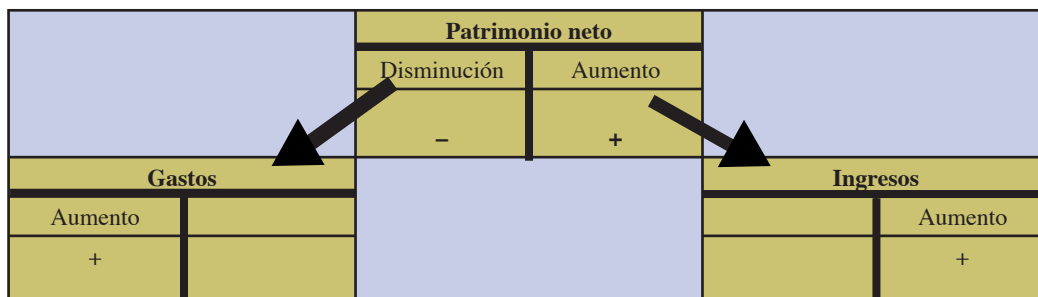 Patrimonio neto
Disminución Aumento
– +
Gastos Ingresos
Aumento Aumento
+ +